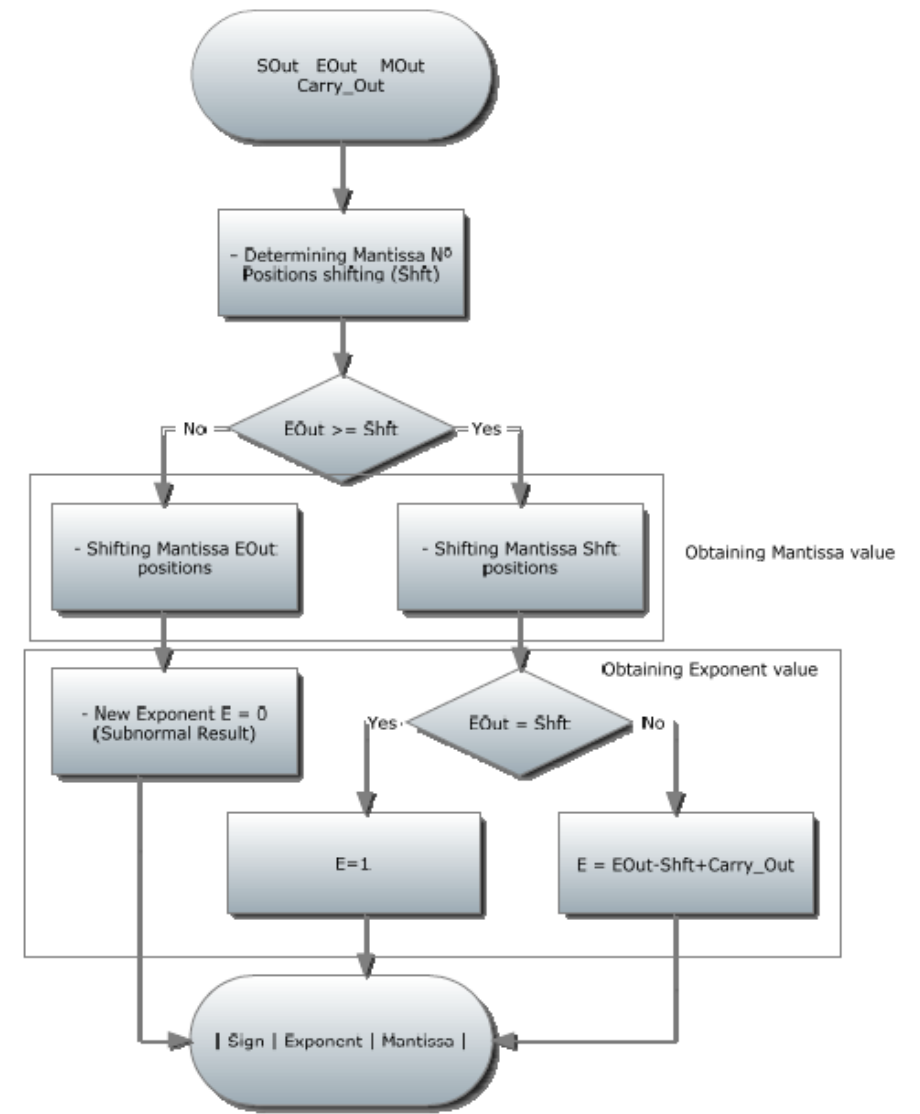 SOut EOut MOut
Carry_Out
- Determining Mantissa Nº
Positions shifting (Shft)
EOut >= Shft
No
Yes
- Shifting Mantissa EOut
positions
- Shifting Mantissa Shft
positions
Obtaining Mantissa value
Obtaining Exponent value
- New Exponent E = 0
(Subnormal Result)
EOut = Shft
Yes
No
E=1
E = EOut-Shft+Carry_Out
| Sign | Exponent | Mantissa |